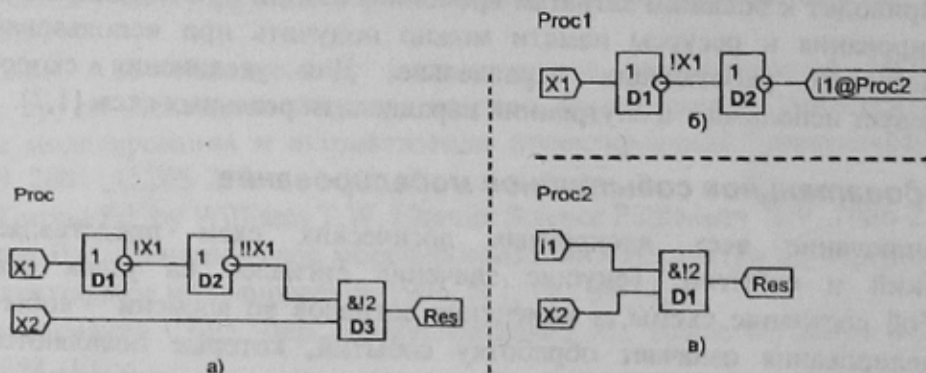 Proc1
X1
1
D1
!X1
1
D2
i1@Proc2
б)
Proc
X1
1
D1
!X1
1
D2
!!X1
X2
&!2
D3
Res
а)
Proc2
i1
X2
&!2
D1
Res
в)